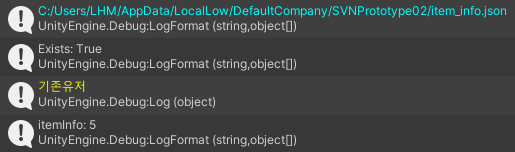 C:/Users/LHM/AppData/LocalLow/DefaultCompany/SVNPrototype02/item_info.json
UnityEngine.Debug:LogFormat (string,object[])
Exists: True
UnityEngine.Debug:LogFormat (string,object[])
기존유저
UnityEngine.Debug:Log (object)
itemInfo: 5
UnityEngine.Debug:LogFormat (string,object[])